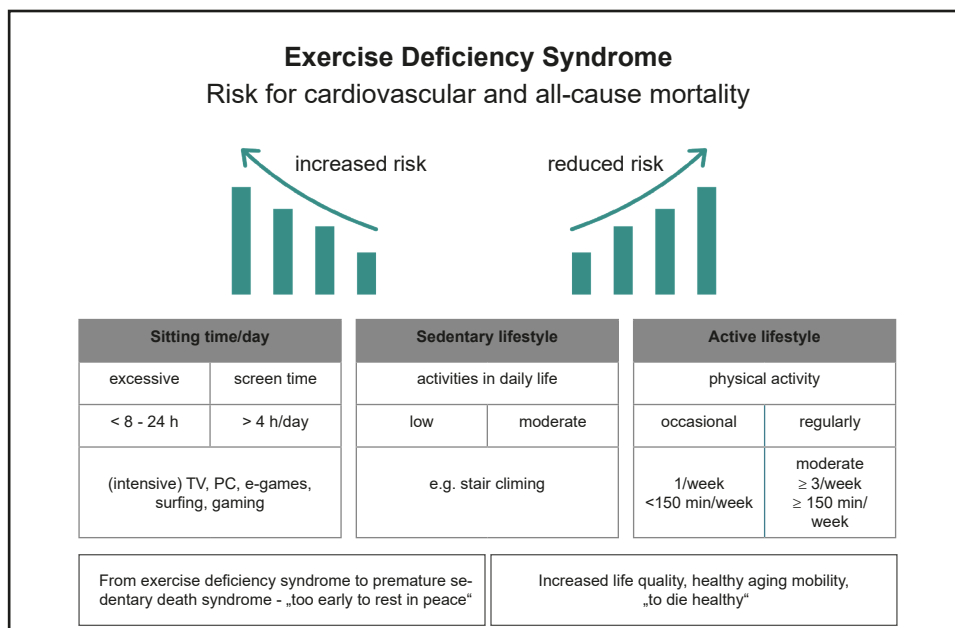 Exercise Deficiency Syndrome
Risk for cardiovascular and all-cause mortality
increased risk
reduced risk
Sitting time/day
Sedentary lifestyle
Active lifestyle
excessive
screen time
activities in daily life
physical activity
< 8 - 24 h
> 4 h/day
low
moderate
occasional
regularly
(intensive) TV, PC, e-games,
surfing, gaming
e.g. stair climing
1/week
<150 min/week
moderate
≥ 3/week
≥ 150 min/
week
From exercise deficiency syndrome to premature se-
dentary death syndrome - „too early to rest in peace“
Increased life quality, healthy aging mobility,
„to die healthy“